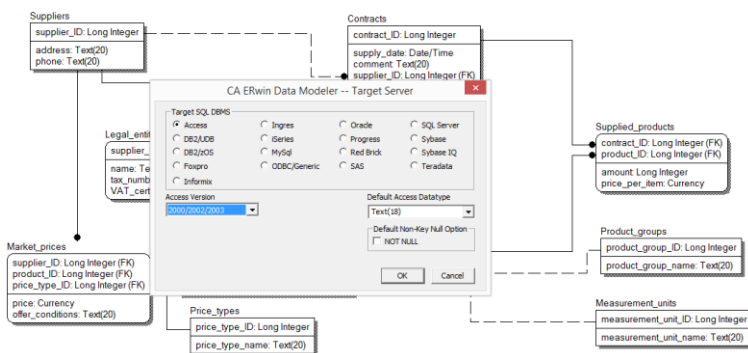 Suppliers
supplier_ID: Long Integer
address: Text(20)
phone: Text(20)
Contracts
contract_ID: Long Integer
supply_date: Date/Time
comment: Text(20)
supplier_ID: Long Integer (FK)
CA ERwin Data Modeler -- Target Server
Target SQL DBMS
Access
Ingres
Oracle
SQL Server
DB2/UDB
iSeries
Progress
Sybase
DB2/zOS
MySql
Red Brick
Sybase IQ
Foxpro
ODBC/Generic
SAS
Teradata
Informix
Access Version
2000/2002/2003
Default Access Datatype
Text(18)
Default Non-Key Null Option
NOT NULL
OK
Cancel
Legal_enti
supplier_
name: Te
tax_numb
VAT_cert
Supplied_products
contract_ID: Long Integer (FK)
product_ID: Long Integer (FK)
amount: Long Integer
price_per_item: Currency
Market_prices
supplier_ID: Long Integer (FK)
product_ID: Long Integer (FK)
price_type_ID: Long Integer (FK)
price: Currency
offer_conditions: Text(20)
Product_groups
product_group_ID: Long Integer
product_group_name: Text(20)
Price_types
price_type_ID: Long Integer
price_type_name: Text(20)
Measurement_units
measurement_unit_ID: Long Integer
measurement_unit_name: Text(20)